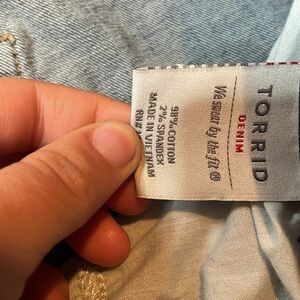 TORRID
DENIM
We swear by the fit ®
98% COTTON
2% SPANDEX
MADE IN VIETNAM